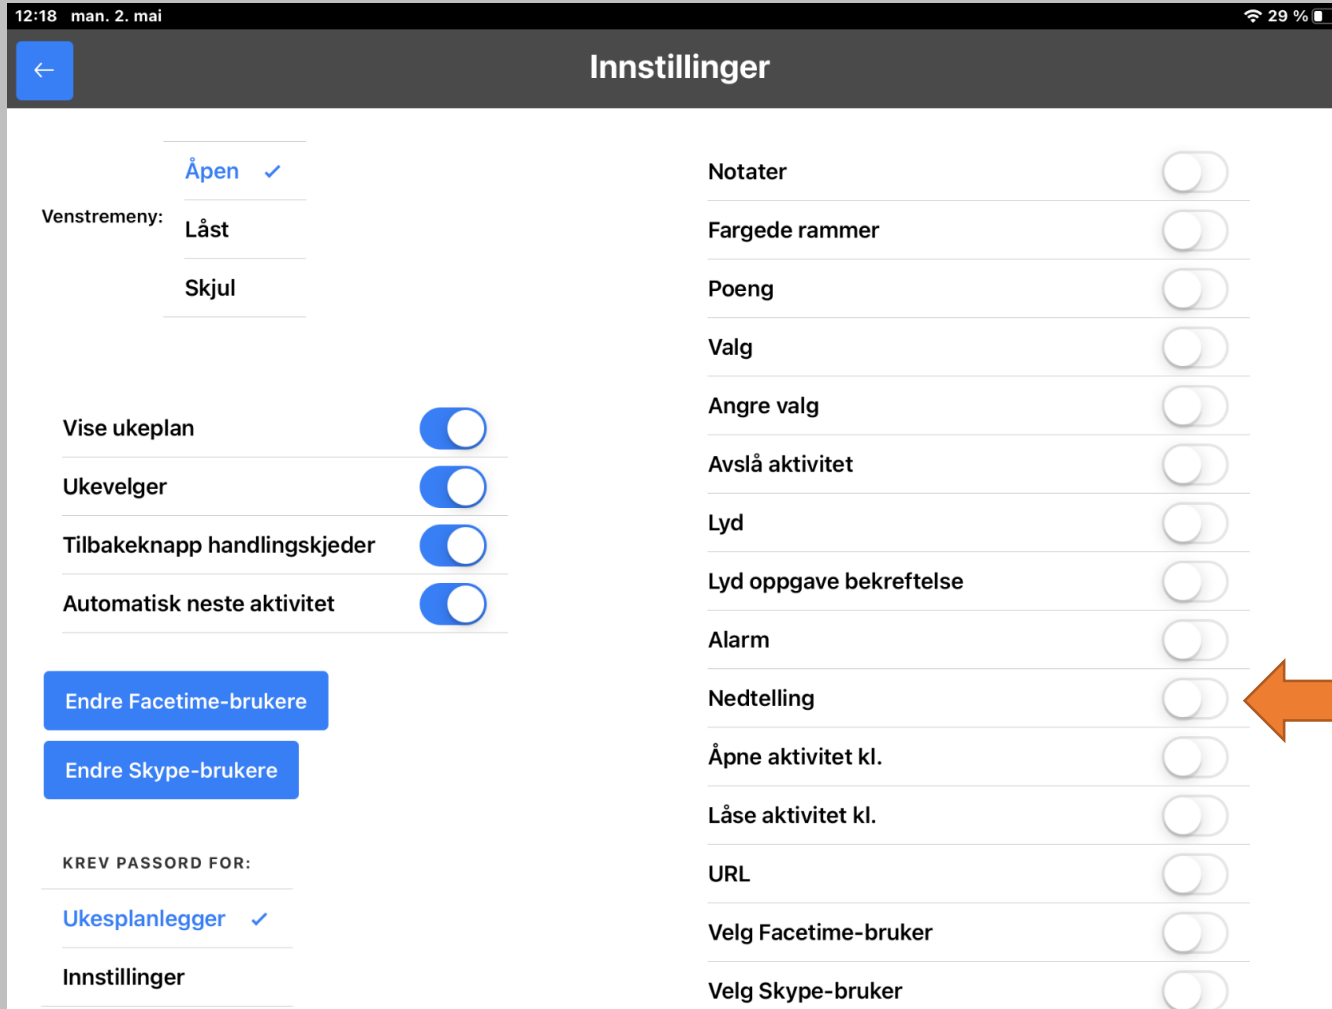 12:18 man. 2. mai
29 %
Innstillinger
Venstremeny:
Åpen
Låst
Skjul
Vise ukeplan
Ukevelger
Tilbakeknapp handlingskjeder
Automatisk neste aktivitet
Endre Facetime-brukere
Endre Skype-brukere
KREV PASSORD FOR:
Ukesplanlegger
Innstillinger
Notater
Fargede rammer
Poeng
Valg
Angre valg
Avslå aktivitet
Lyd
Lyd oppgave bekreftelse
Alarm
Nedtelling
Åpne aktivitet kl.
Låse aktivitet kl.
URL
Velg Facetime-bruker
Velg Skype-bruker